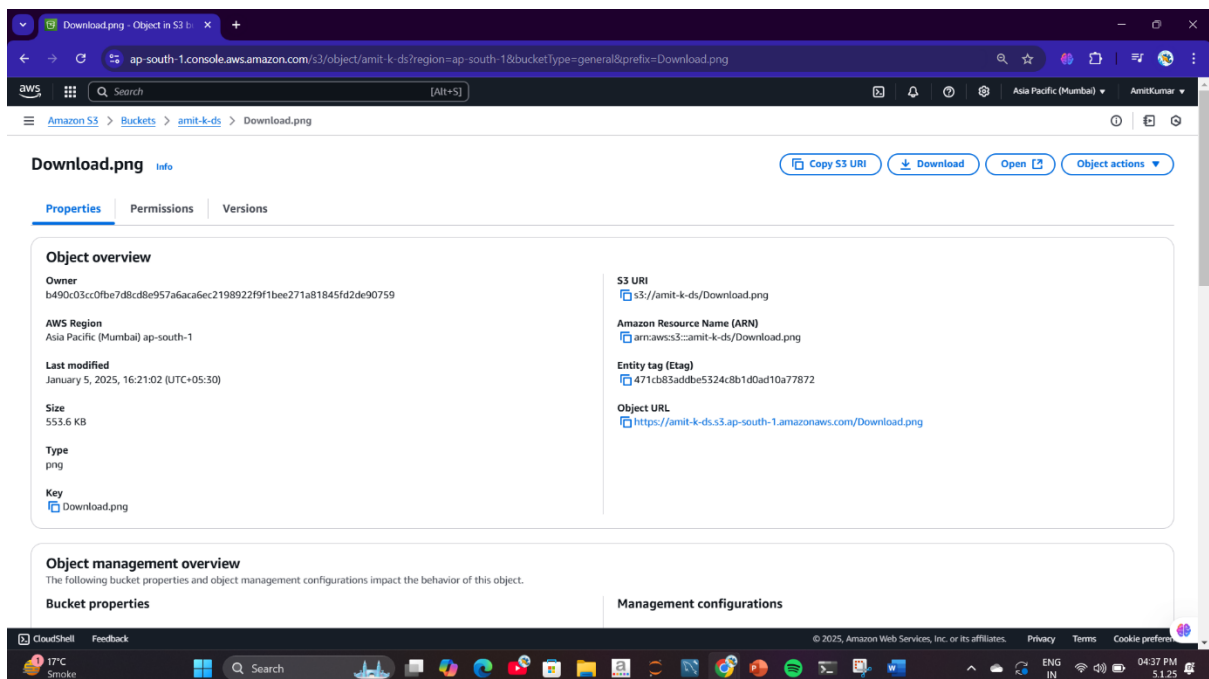 Download.png - Object in S3 b
ap-south-1.console.aws.amazon.com/s3/object/amit-k-ds?region=ap-south-1&bucketType=general&prefix=Download.png
aws Search [Alt+S] Asia Pacific (Mumbai) AmitKumar
Amazon S3 > Buckets > amit-k-ds > Download.png
Download.png Info Copy S3 URI Download Open Object actions
Properties Permissions Versions
Object overview
Owner
b490c03cc0fbe7d8cd8e957a6aca6ec2198922f9f1bee271a81845fd2de90759
AWS Region
Asia Pacific (Mumbai) ap-south-1
Last modified
January 5, 2025, 16:21:02 (UTC+05:30)
Size
553.6 KB
Type
png
Key
Download.png
S3 URI
s3://amit-k-ds/Download.png
Amazon Resource Name (ARN)
arn:aws:s3:::amit-k-ds/Download.png
Entity tag (Etag)
471cb83addbe5324c8b1d0ad10a77872
Object URL
https://amit-k-ds.s3.ap-south-1.amazonaws.com/Download.png
Object management overview
The following bucket properties and object management configurations impact the behavior of this object.
Bucket properties Management configurations
CloudShell Feedback © 2025, Amazon Web Services, Inc. or its affiliates. Privacy Terms Cookie preferen
1 17°C
Smoke
Search
ENG
IN
04:37 PM
5.1.25